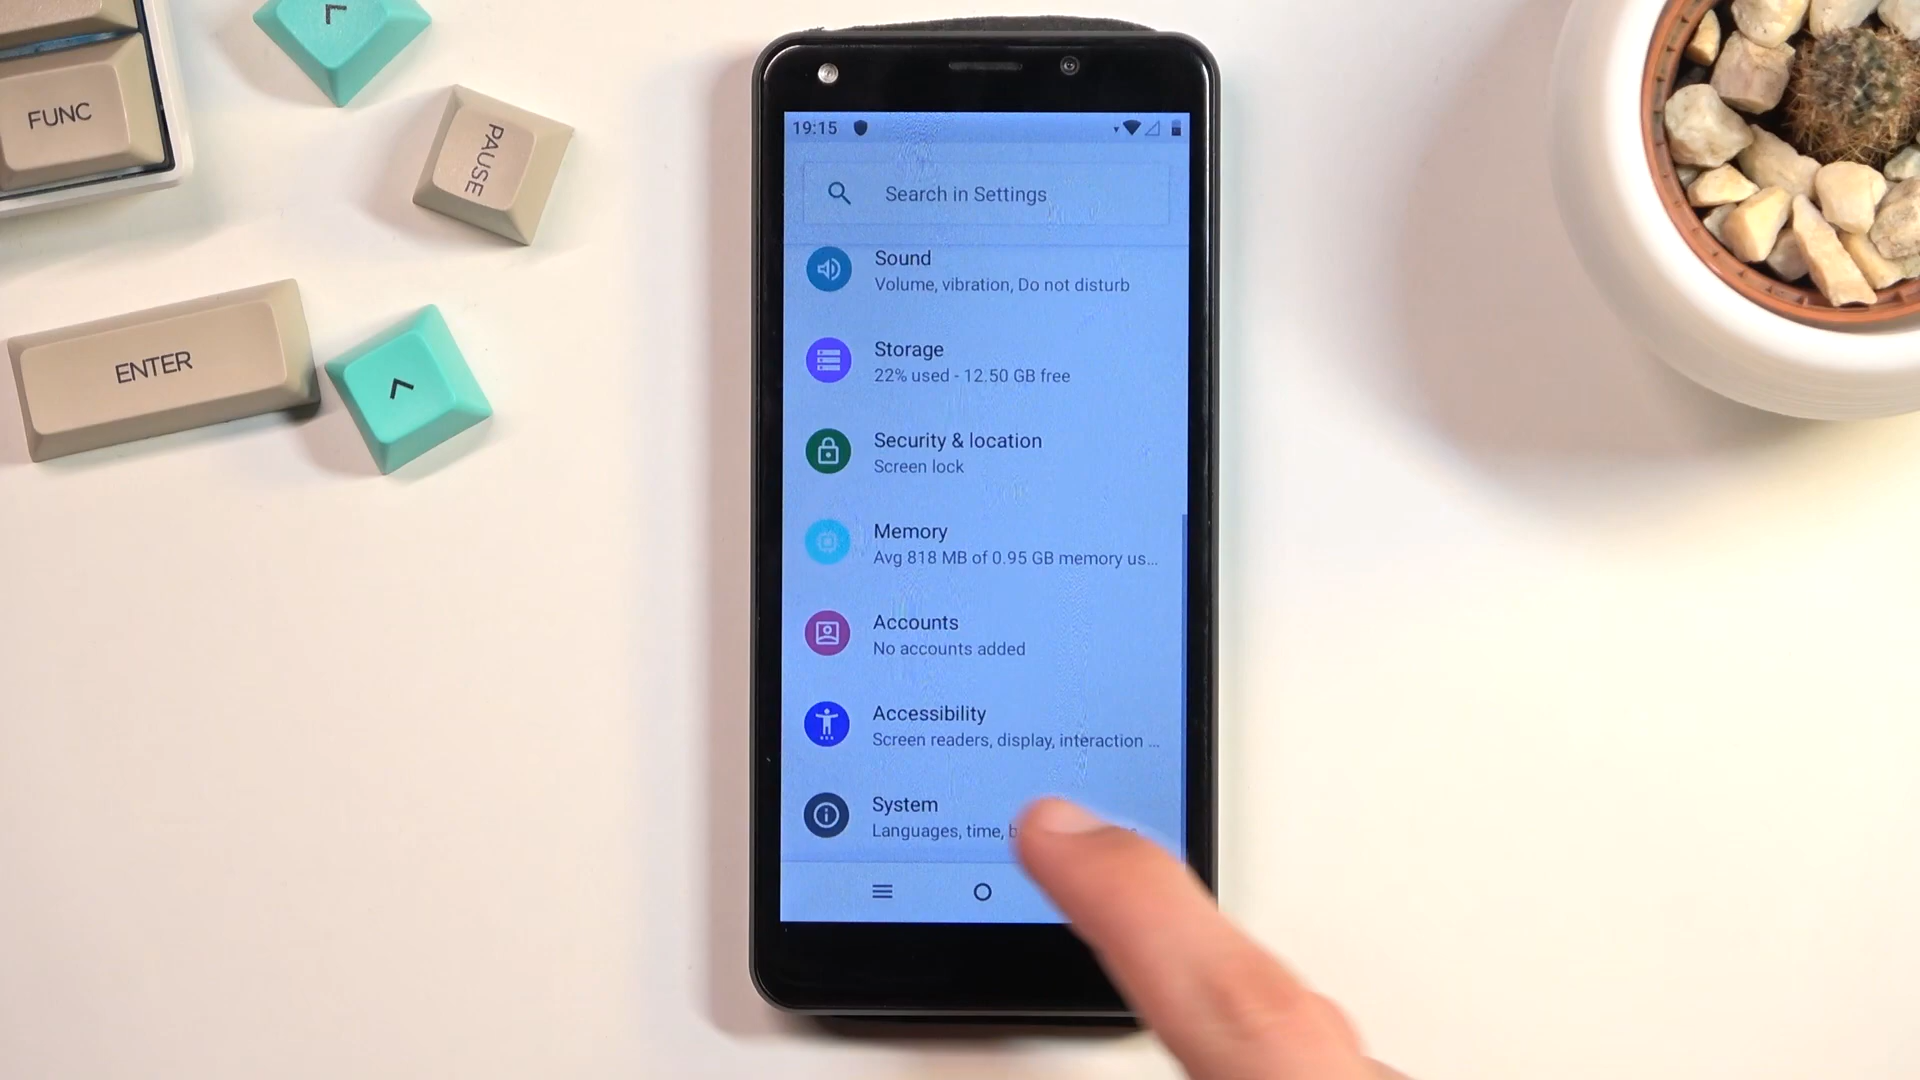 FUNC
PAUSE
ENTER
19:15
Search in Settings
Sound
Volume, vibration, Do not disturb
Storage
22% used - 12.50 GB free
Security & location
Screen lock
Memory
Avg 818 MB of 0.95 GB memory us...
Accounts
No accounts added
Accessibility
Screen readers, display, interaction ...
System
Languages, time,